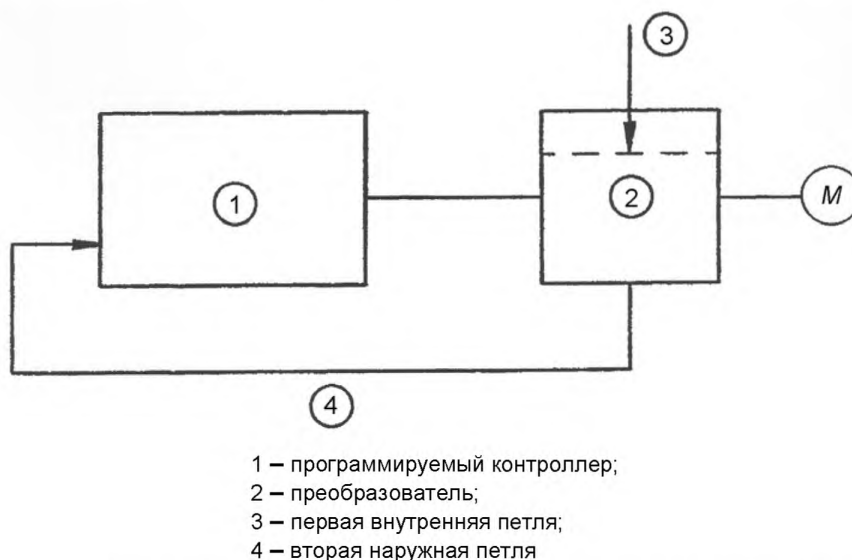 3
1
2
M
4
1 – программируемый контроллер;
2 – преобразователь;
3 – первая внутренняя петля;
4 – вторая наружная петля